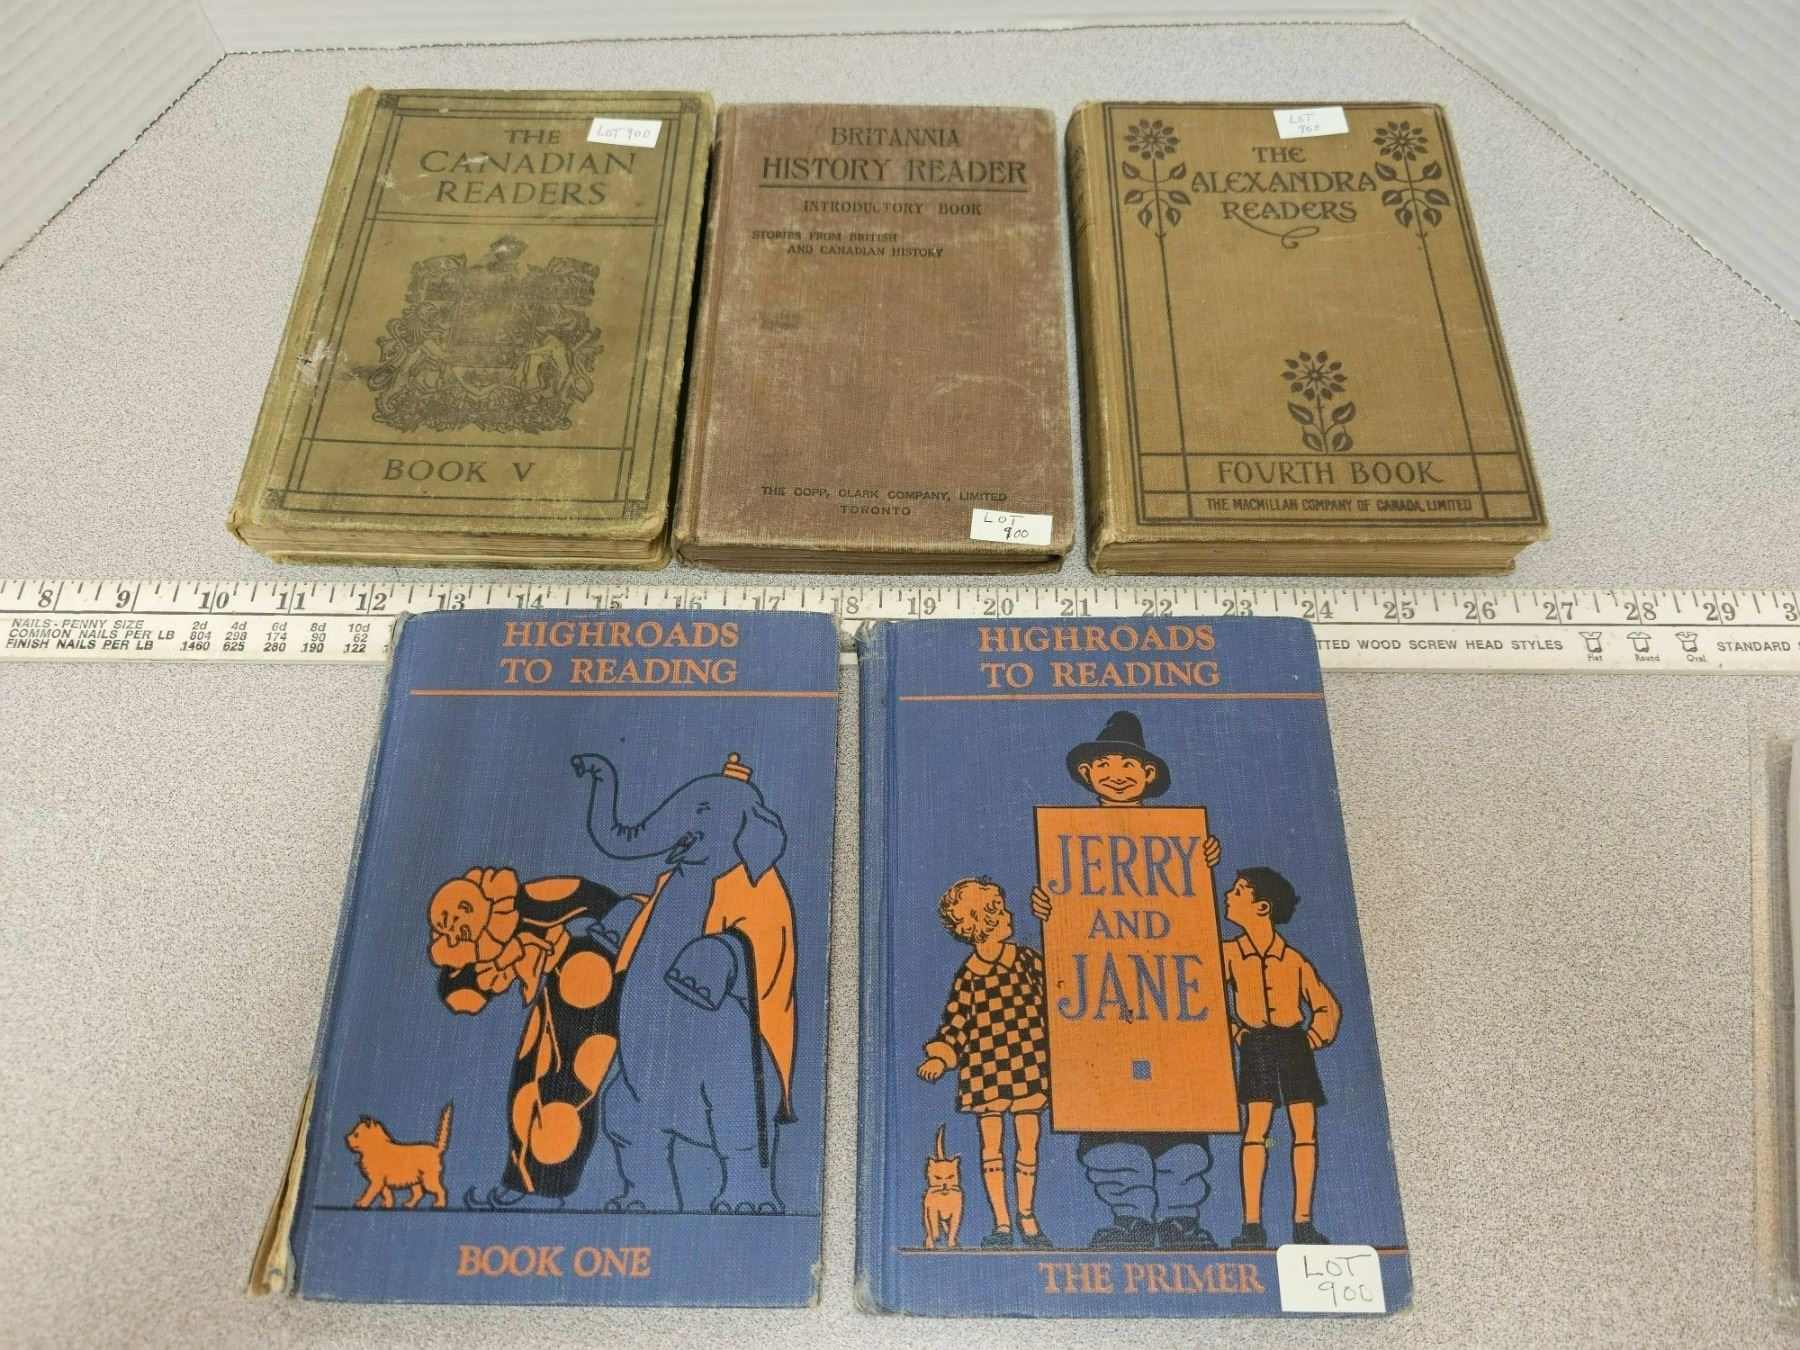 THE
CANADIAN
READERS
LOT 900
BOOK V
BRITANNIA
HISTORY READER
INTRODUCTORY BOOK
STORIES FROM BRITISH
AND CANADIAN HISTORY
THE COPP, CLARK COMPANY, LIMITED
TORONTO
LOT
900
LOT
900
THE
ALEXANDRA
READERS
FOURTH BOOK
THE MACMILLAN COMPANY OF CANADA, LIMITED
8 9 10 11 12 13 14 15 16 17 18 19 20 21 22 23 24 25 26 27 28 29 3
NAILS - PENNY SIZE 2d 4d 6d 8d 10d
COMMON NAILS PER LB 804 298 174 90 62
FINISH NAILS PER LB 1460 625 280 190 122
TTED WOOD SCREW HEAD STYLES Flat Round Oval STANDARD
HIGHROADS
TO READING
BOOK ONE
HIGHROADS
TO READING
JERRY
AND
JANE
THE PRIMER
LOT
900